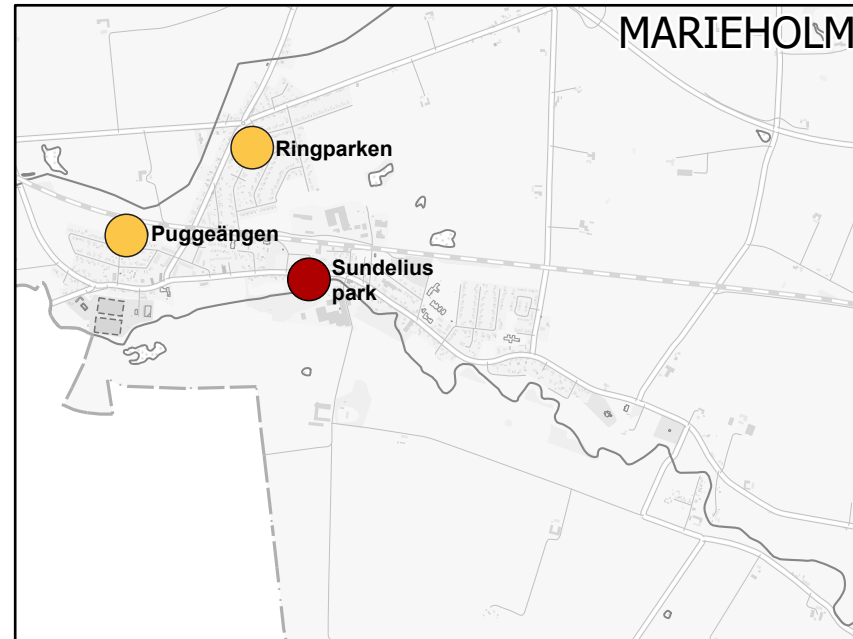 MARIEHOLM
Ringparken
Puggeängen
Sundelius
park